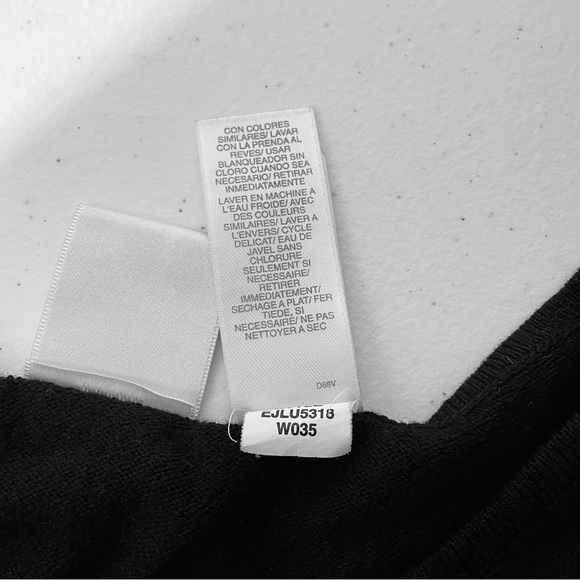 CON COLORES
SIMILARES/ LAVAR
CON LA PRENDA AL
REVES/ USAR
BLANQUEADOR SIN
CLORO CUANDO SEA
NECESARIO/ RETIRAR
INMEDIATAMENTE
LAVER EN MACHINE A
L'EAU FROIDE/ AVEC
DES COULEURS
SIMILAIRES/ LAVER A
L'ENVERS/ CYCLE
DELICAT/ EAU DE
JAVEL SANS
CHLORURE
SEULEMENT SI
NECESSAIRE/
RETIRER
IMMEDIATEMENT/
SECHAGE A PLAT/ FER
TIEDE, SI
NECESSAIRE/ NE PAS
NETTOYER A SEC
D88V
EJLU5318
W035